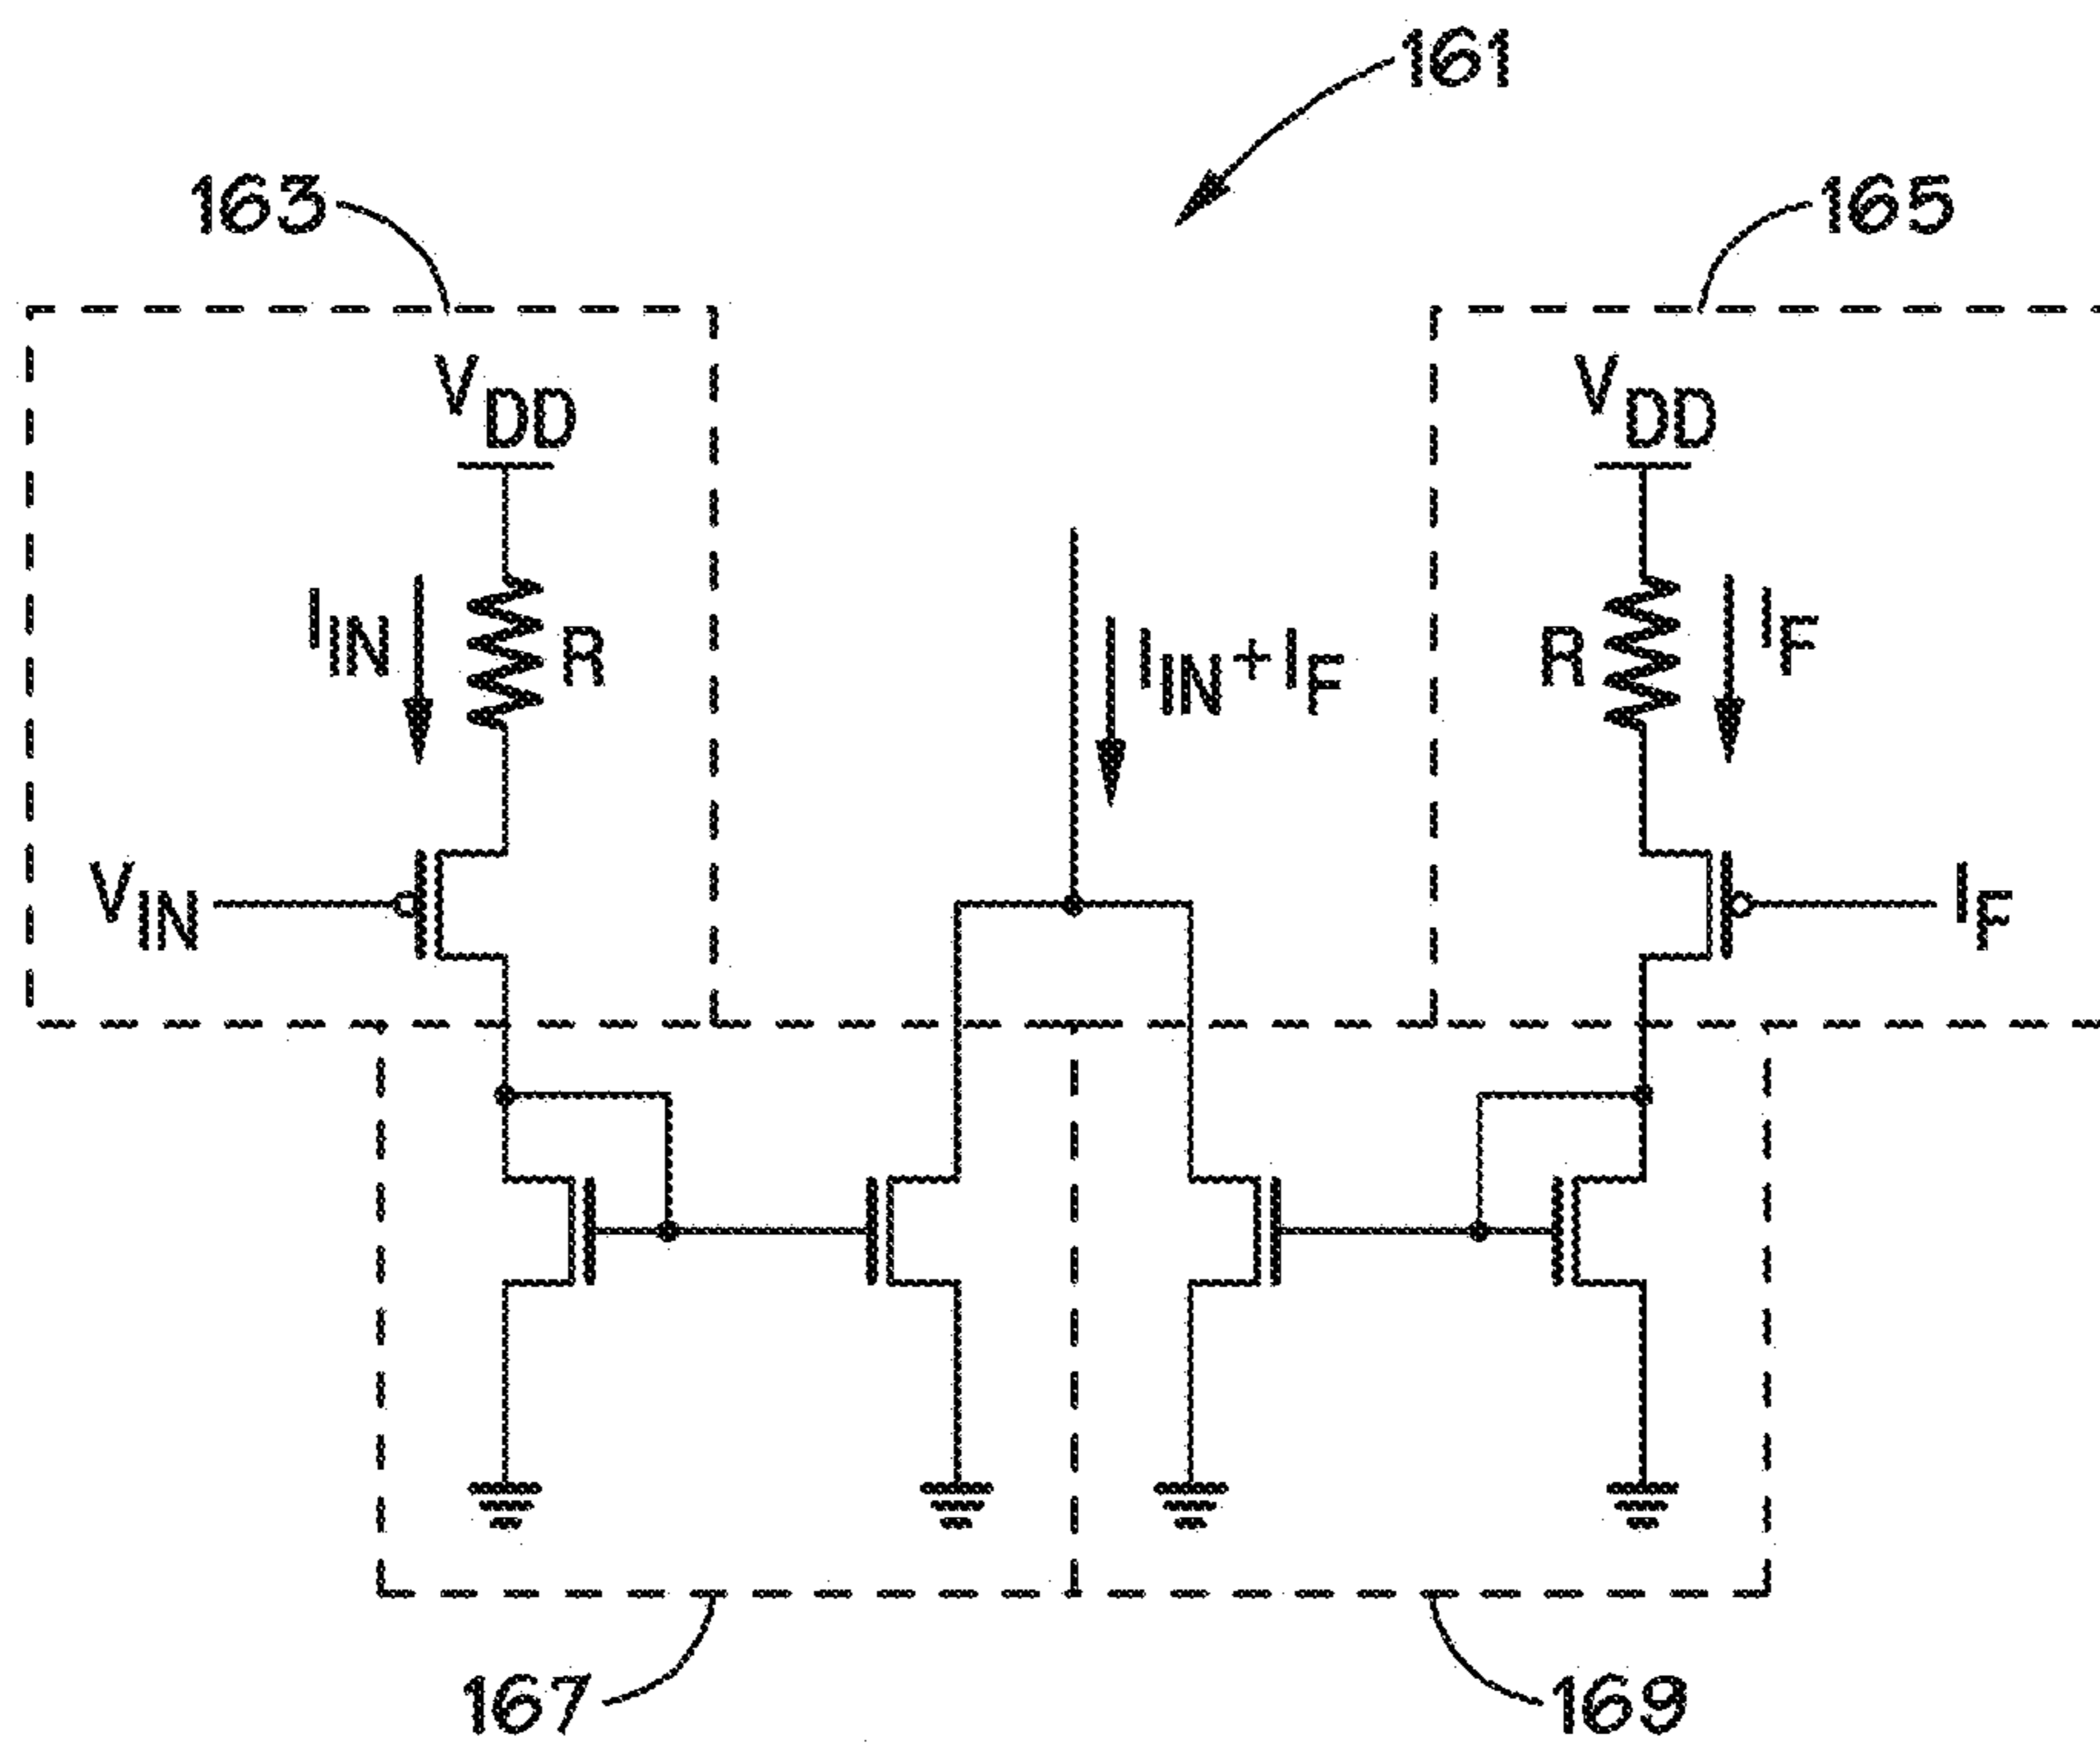 161
163
165
VDD
VDD
IIN
R
IIN+IF
R
IF
VIN
IF
167
169